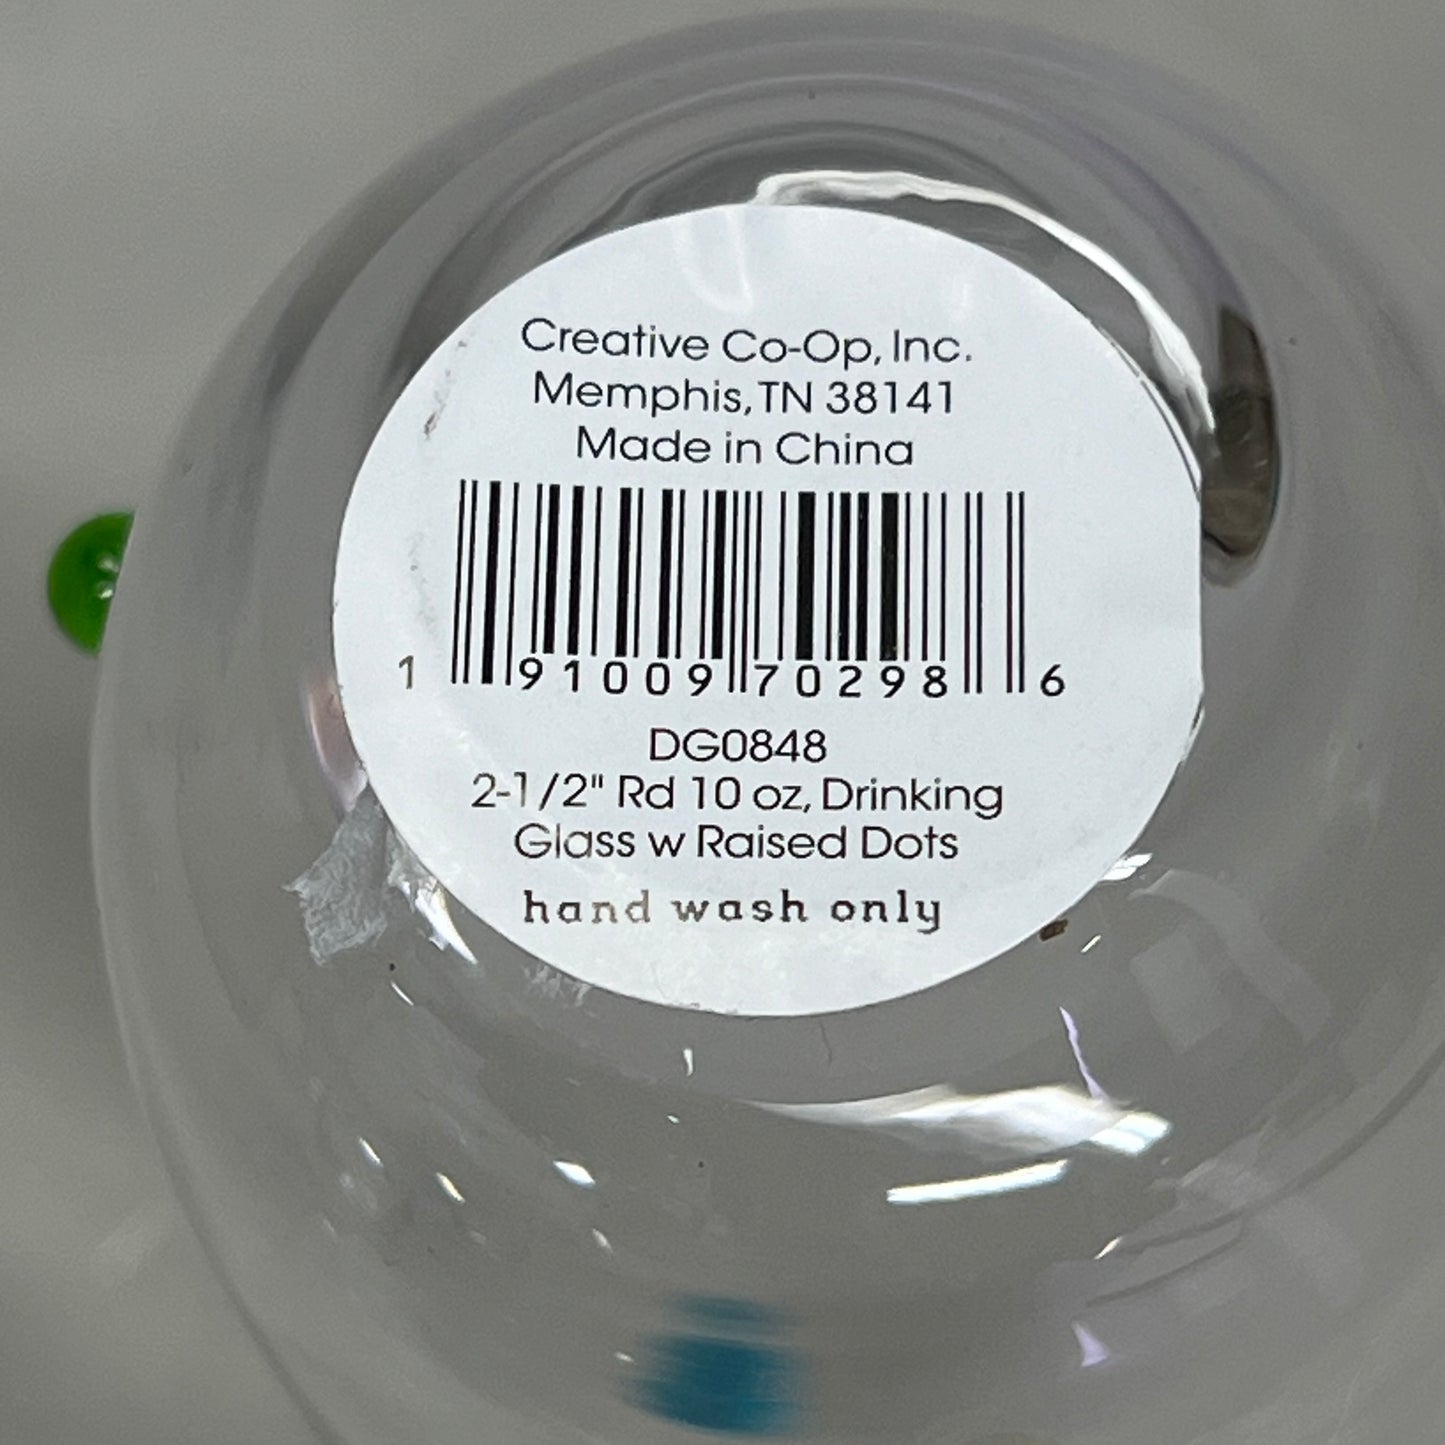 Creative Co-Op, Inc.
Memphis, TN 38141
Made in China
1 91009 70298 6
DG0848
2-1/2" Rd 10 oz, Drinking
Glass w Raised Dots
hand wash only